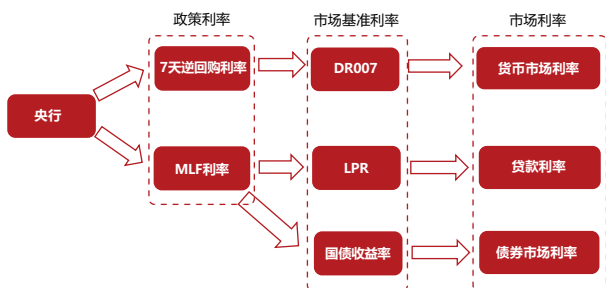 政策利率
市场基准利率
市场利率
7天逆回购利率
DR007
货币市场利率
央行
MLF利率
LPR
贷款利率
国债收益率
债券市场利率